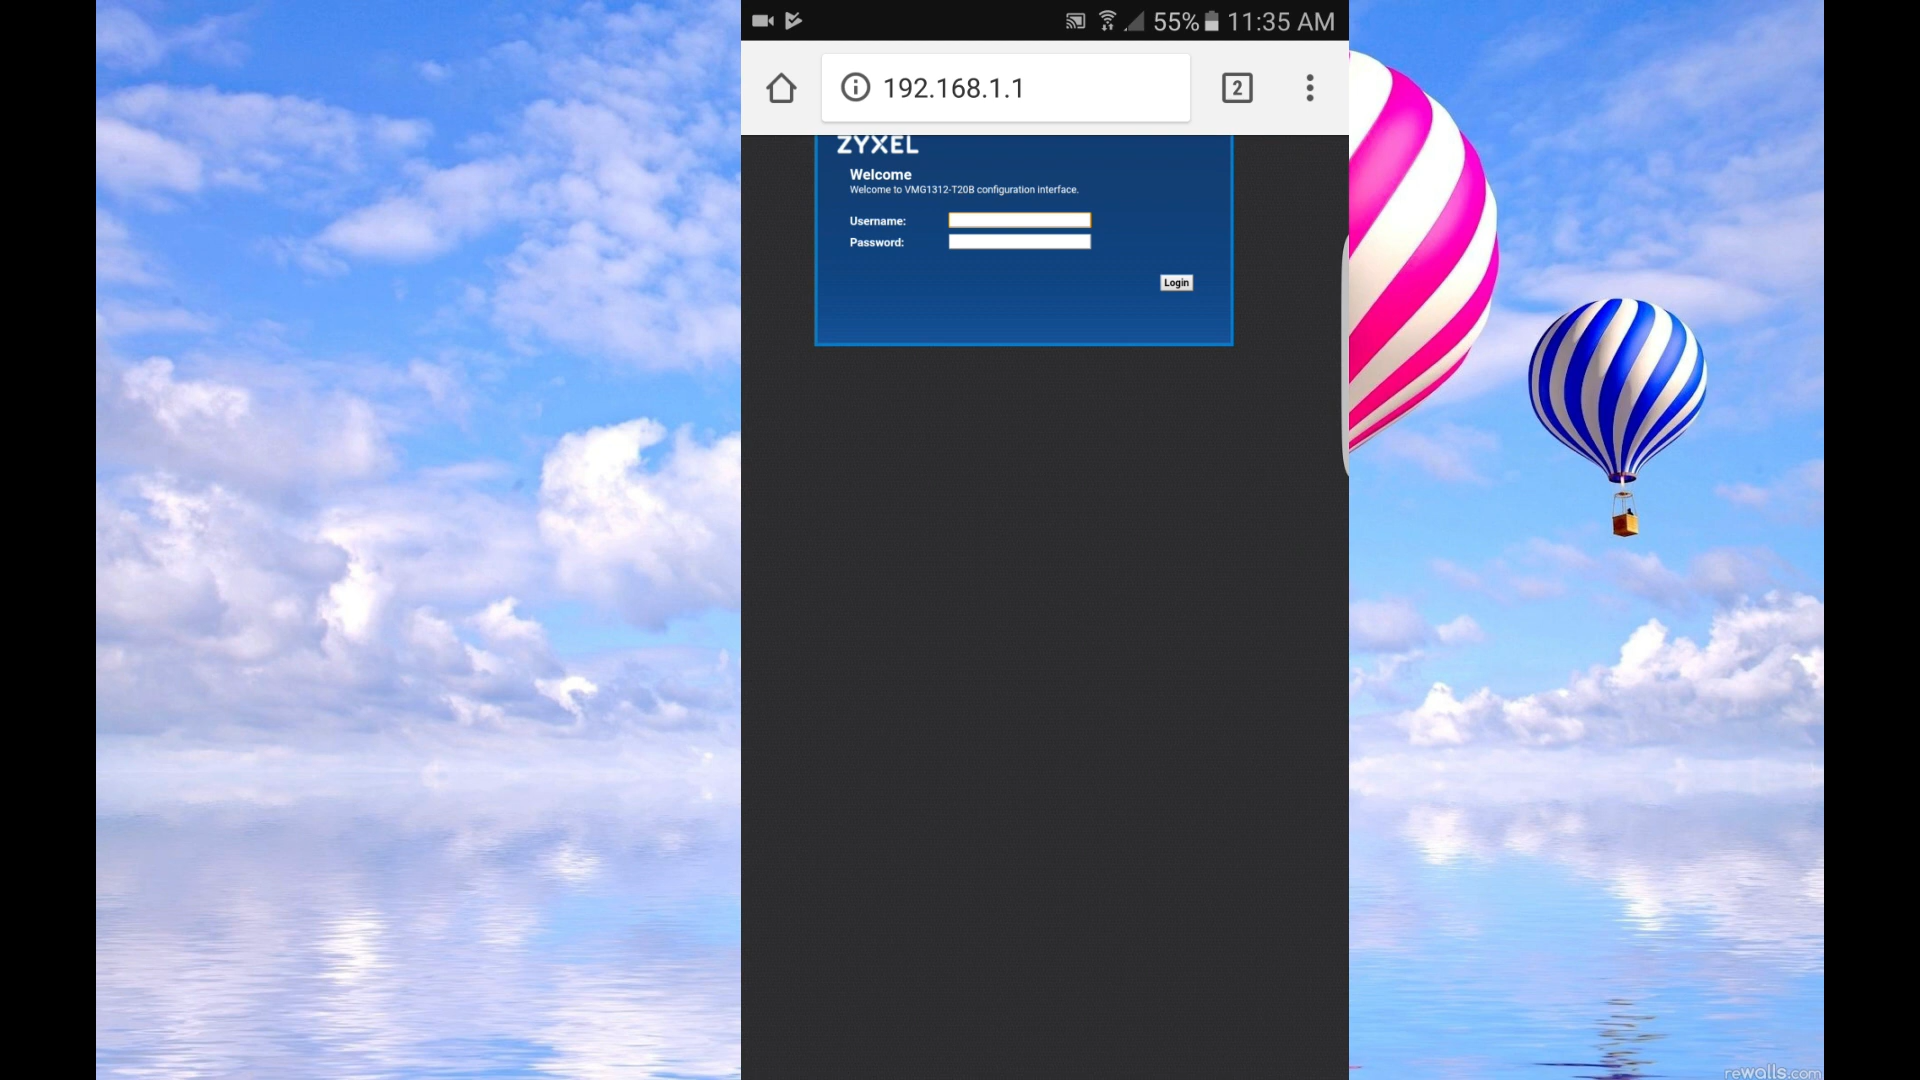 55% 11:35 AM
192.168.1.1
2
ZYXEL
Welcome
Welcome to VMG1312-T20B configuration interface.
Username:
Password:
Login
rewalls.com